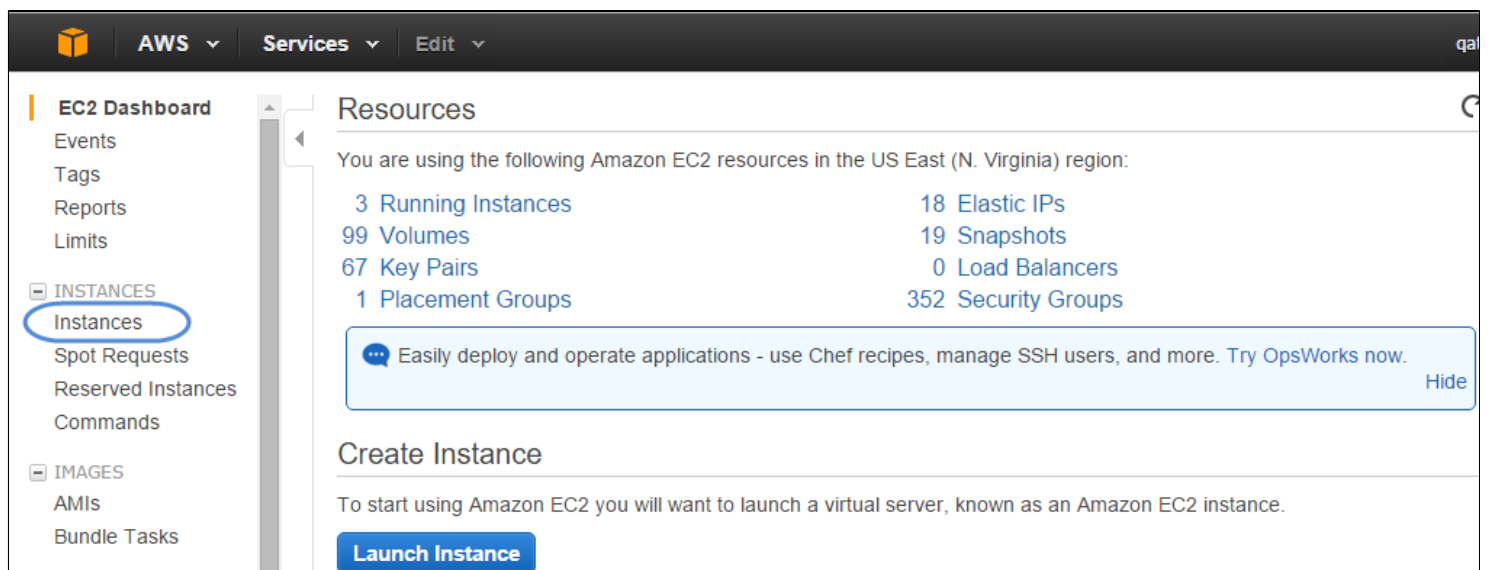 AWS Services Edit
EC2 Dashboard
Events
Tags
Reports
Limits
INSTANCES
Instances
Spot Requests
Reserved Instances
Commands
IMAGES
AMIs
Bundle Tasks
Resources
You are using the following Amazon EC2 resources in the US East (N. Virginia) region:
3 Running Instances 18 Elastic IPs
99 Volumes 19 Snapshots
67 Key Pairs 0 Load Balancers
1 Placement Groups 352 Security Groups
Easily deploy and operate applications - use Chef recipes, manage SSH users, and more. Try OpsWorks now.
Hide
Create Instance
To start using Amazon EC2 you will want to launch a virtual server, known as an Amazon EC2 instance.
Launch Instance